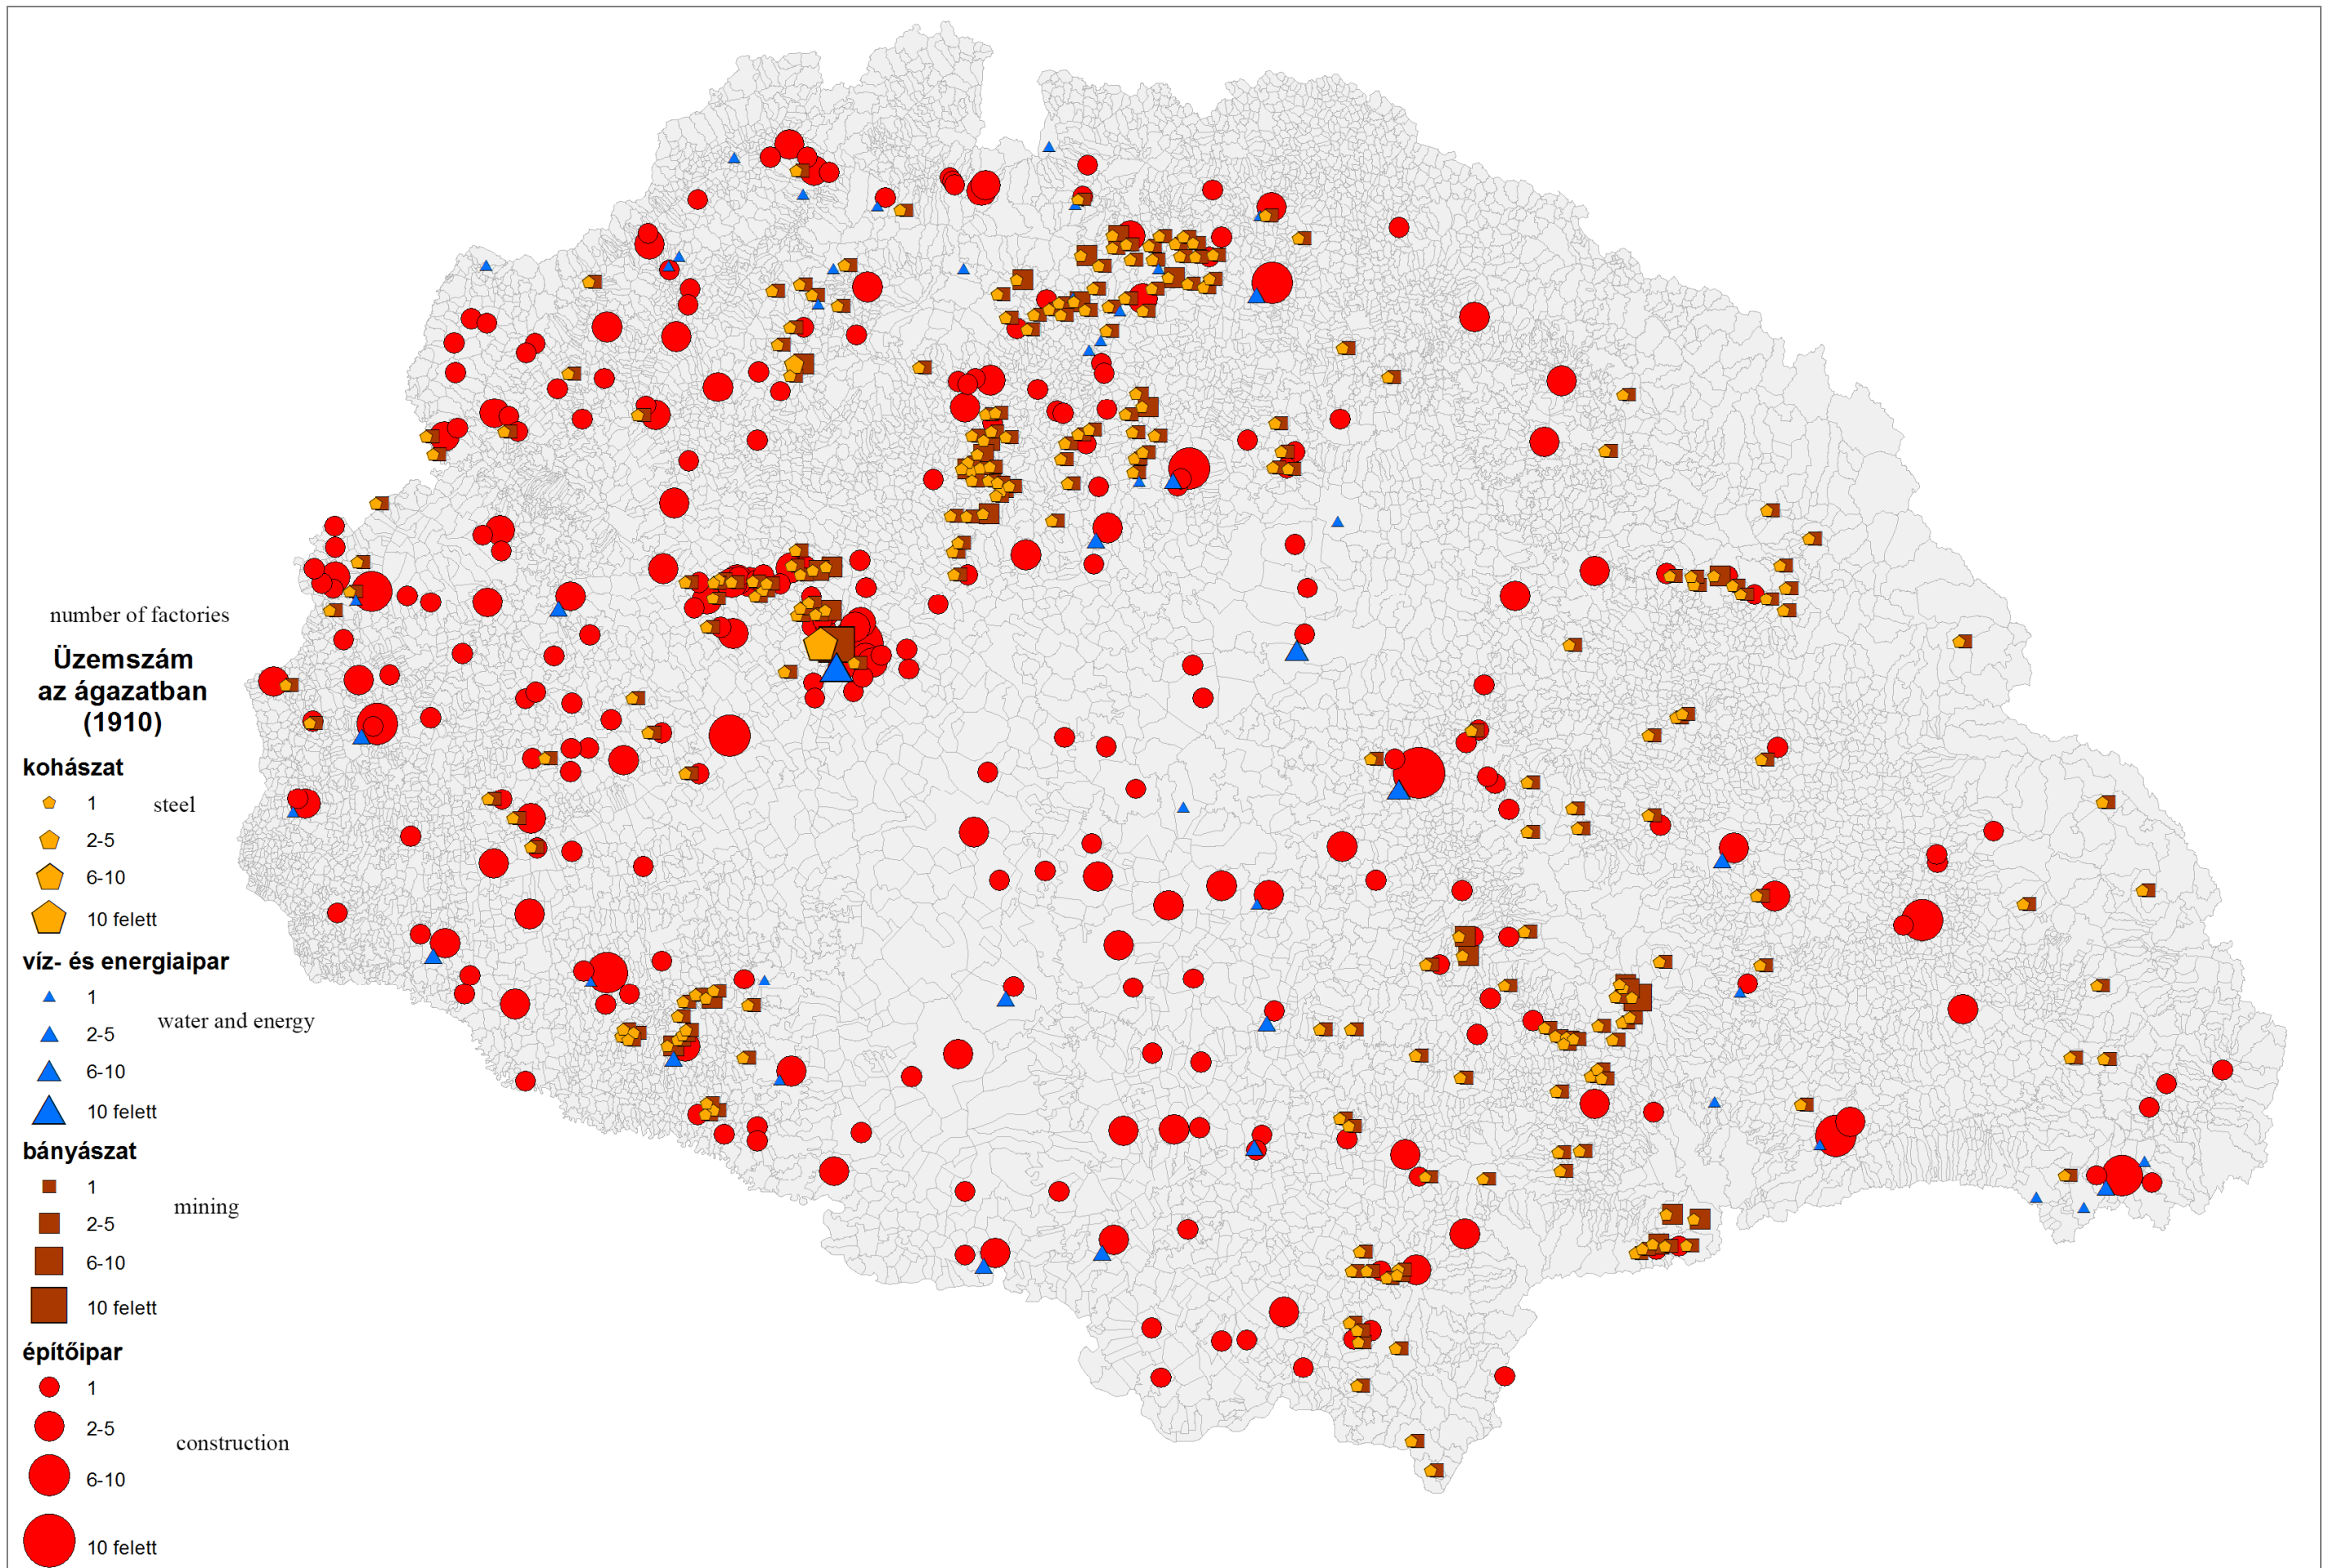 number of factories
Üzemszám
az ágazatban
(1910)
kohászat
1
steel
2-5
6-10
10 felett
víz- és energiaipar
1
2-5
water and energy
6-10
10 felett
bányászat
1
mining
2-5
6-10
10 felett
építőipar
1
2-5
construction
6-10
10 felett